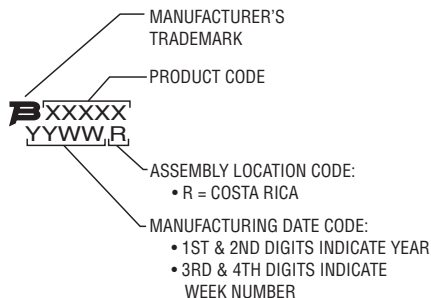 MANUFACTURER'S
TRADEMARK
PRODUCT CODE
XXXXX
YYWW R
ASSEMBLY LOCATION CODE:
• R = COSTA RICA
MANUFACTURING DATE CODE:
• 1ST & 2ND DIGITS INDICATE YEAR
• 3RD & 4TH DIGITS INDICATE
WEEK NUMBER